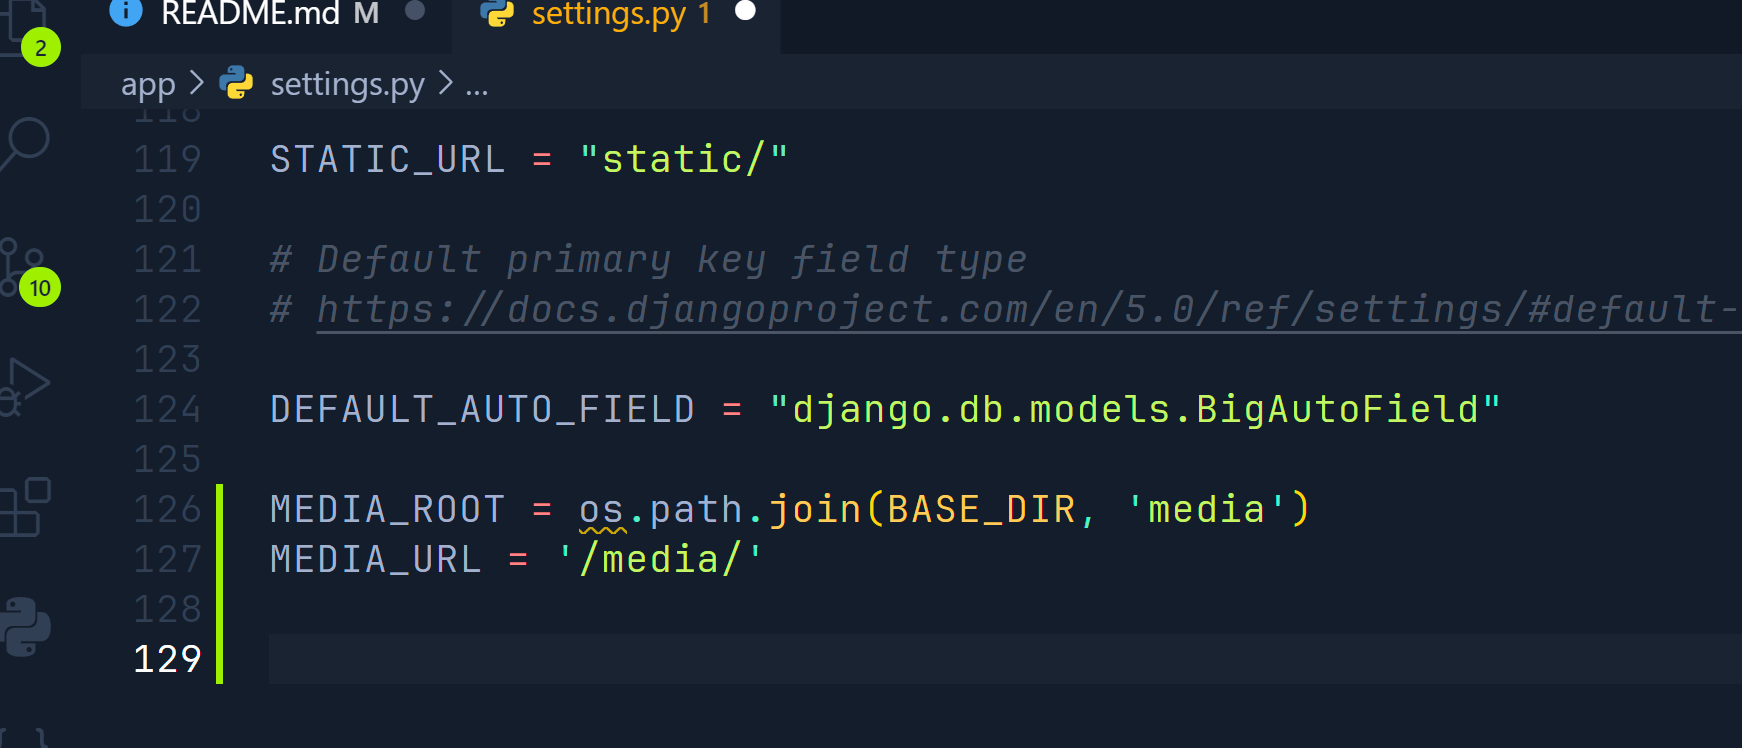 README.md M
settings.py 1
2
app > settings.py > ...
118
119 STATIC_URL = "static/"
120
121 # Default primary key field type
10
122 # https://docs.djangoproject.com/en/5.0/ref/settings/#default-
123
124 DEFAULT_AUTO_FIELD = "django.db.models.BigAutoField"
125
126 MEDIA_ROOT = os.path.join(BASE_DIR, 'media')
127 MEDIA_URL = '/media/'
128
129